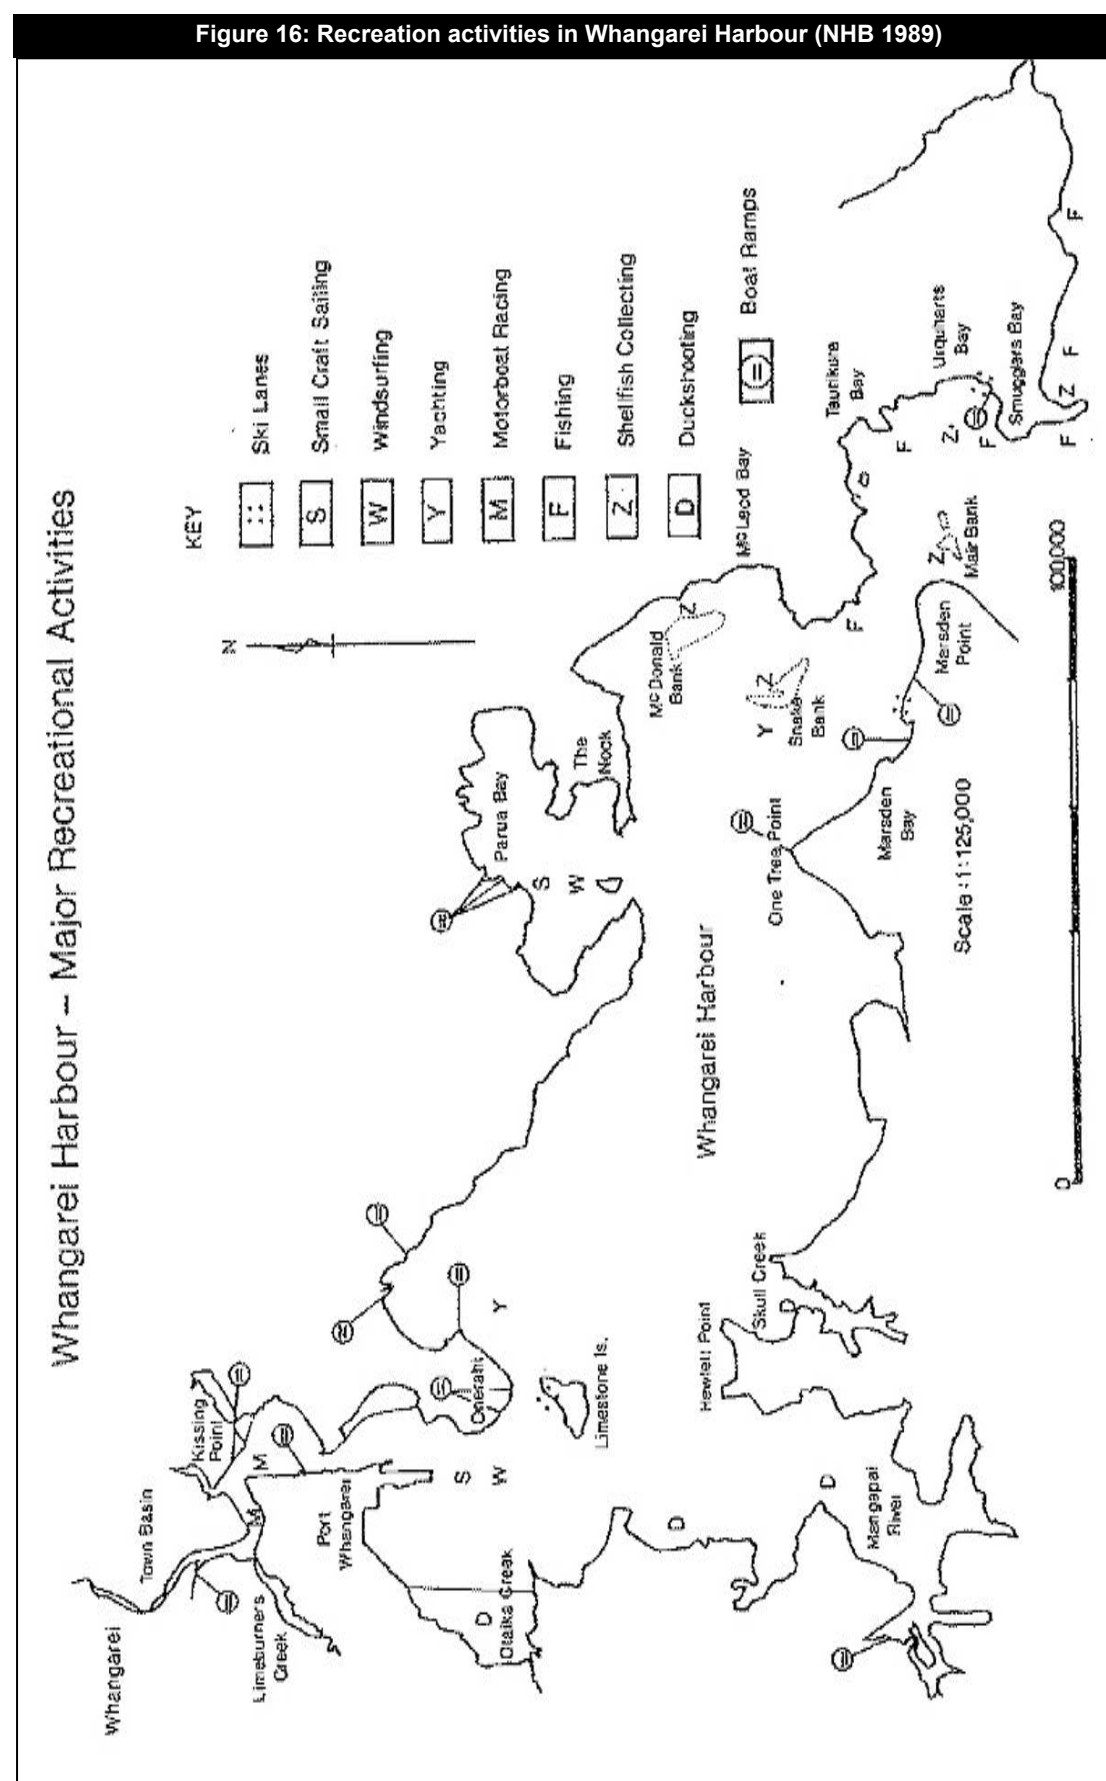 Figure 16: Recreation activities in Whangarei Harbour (NHB 1989)
Whangarei Harbour – Major Recreational Activities
N
KEY
Ski Lanes
S Small Craft Sailing
W Windsurfing
Y Yachting
M Motorboat Racing
F Fishing
Z Shellfish Collecting
D Duckshooting
Boat Ramps
Whangarei
Town Basin
Limeburners
Creek
Kissing
Point
M
M
Port
Whangarei
S
W
D
Otaika Creek
Onerahi
Y
Limestone Is.
D
D
Mangapai
River
Hewlett Point
Skull Creek
D
Whangarei Harbour
Parua Bay
S
W
The
Nook
McDonald
Bank
Z
Y
Z
Snake
Bank
One Tree Point
Marsden
Bay
Marsden
Point
McLeod Bay
F
Taurikura
Bay
F
Urquharts
Bay
Z
F
Smugglers Bay
Z
Mair Bank
F
Z
F
F
Scale :1 : 125,000
0
100,000